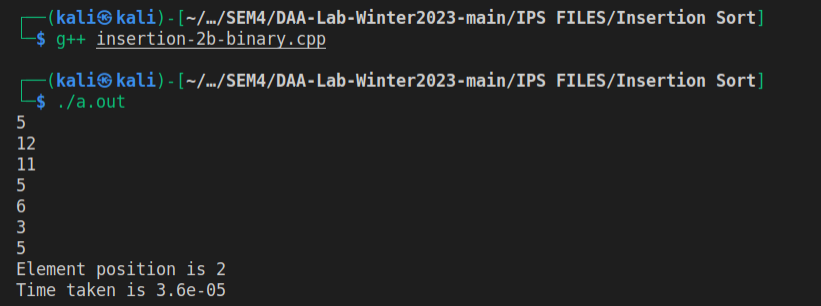 ┌──(kali㉿kali)-[~/…/SEM4/DAA-Lab-Winter2023-main/IPS FILES/Insertion Sort]
└─$ g++ insertion-2b-binary.cpp
┌──(kali㉿kali)-[~/…/SEM4/DAA-Lab-Winter2023-main/IPS FILES/Insertion Sort]
└─$ ./a.out
5
12
11
5
6
3
5
Element position is 2
Time taken is 3.6e-05